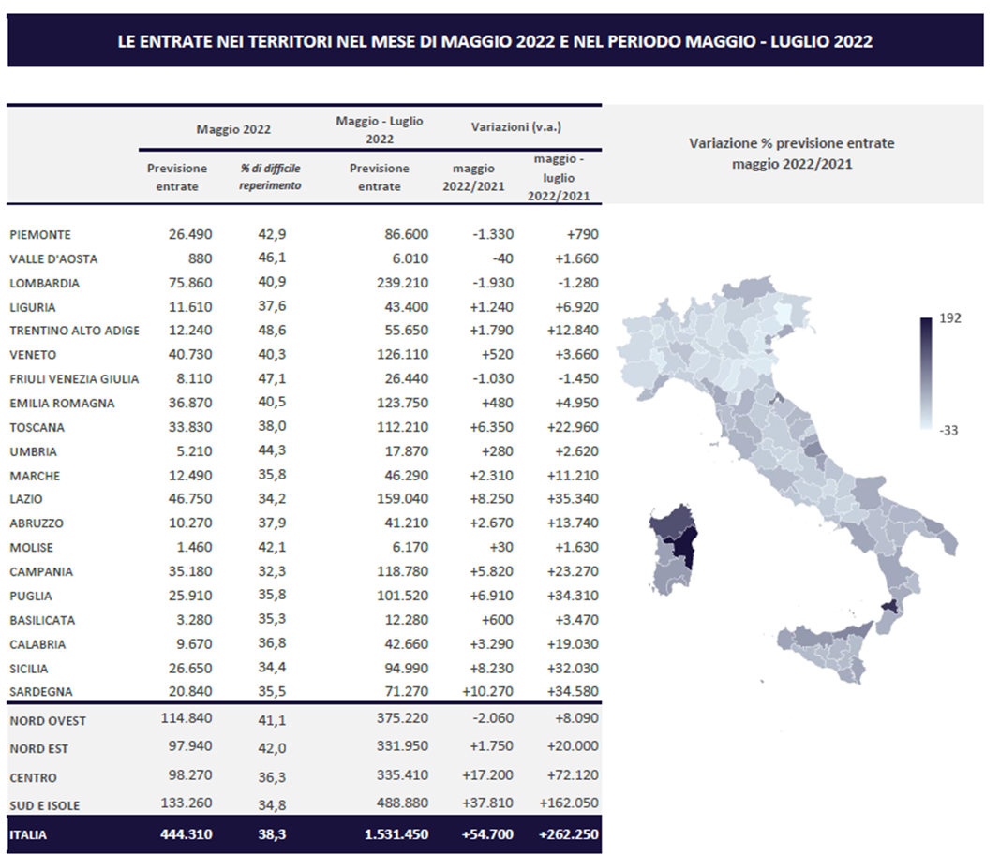 LE ENTRATE NEI TERRITORI NEL MESE DI MAGGIO 2022 E NEL PERIODO MAGGIO - LUGLIO 2022
Maggio 2022
Maggio - Luglio
2022
Variazioni (v.a.)
Previsione
entrate
% di difficile
reperimento
Previsione
entrate
maggio
2022/2021
maggio -
luglio
2022/2021
Variazione % previsione entrate
maggio 2022/2021
PIEMONTE 26.490 42,9 86.600 -1.330 +790
VALLE D'AOSTA 880 46,1 6.010 -40 +1.660
LOMBARDIA 75.860 40,9 239.210 -1.930 -1.280
LIGURIA 11.610 37,6 43.400 +1.240 +6.920
TRENTINO ALTO ADIGE 12.240 48,6 55.650 +1.790 +12.840
VENETO 40.730 40,3 126.110 +520 +3.660
FRIULI VENEZIA GIULIA 8.110 47,1 26.440 -1.030 -1.450
EMILIA ROMAGNA 36.870 40,5 123.750 +480 +4.950
TOSCANA 33.830 38,0 112.210 +6.350 +22.960
UMBRIA 5.210 44,3 17.870 +280 +2.620
MARCHE 12.490 35,8 46.290 +2.310 +11.210
LAZIO 46.750 34,2 159.040 +8.250 +35.340
ABRUZZO 10.270 37,9 41.210 +2.670 +13.740
MOLISE 1.460 42,1 6.170 +30 +1.630
CAMPANIA 35.180 32,3 118.780 +5.820 +23.270
PUGLIA 25.910 35,8 101.520 +6.910 +34.310
BASILICATA 3.280 35,3 12.280 +600 +3.470
CALABRIA 9.670 36,8 42.660 +3.290 +19.030
SICILIA 26.650 34,4 94.990 +8.230 +32.030
SARDEGNA 20.840 35,5 71.270 +10.270 +34.580
NORD OVEST 114.840 41,1 375.220 -2.060 +8.090
NORD EST 97.940 42,0 331.950 +1.750 +20.000
CENTRO 98.270 36,3 335.410 +17.200 +72.120
SUD E ISOLE 133.260 34,8 488.880 +37.810 +162.050
ITALIA 444.310 38,3 1.531.450 +54.700 +262.250
192
-33